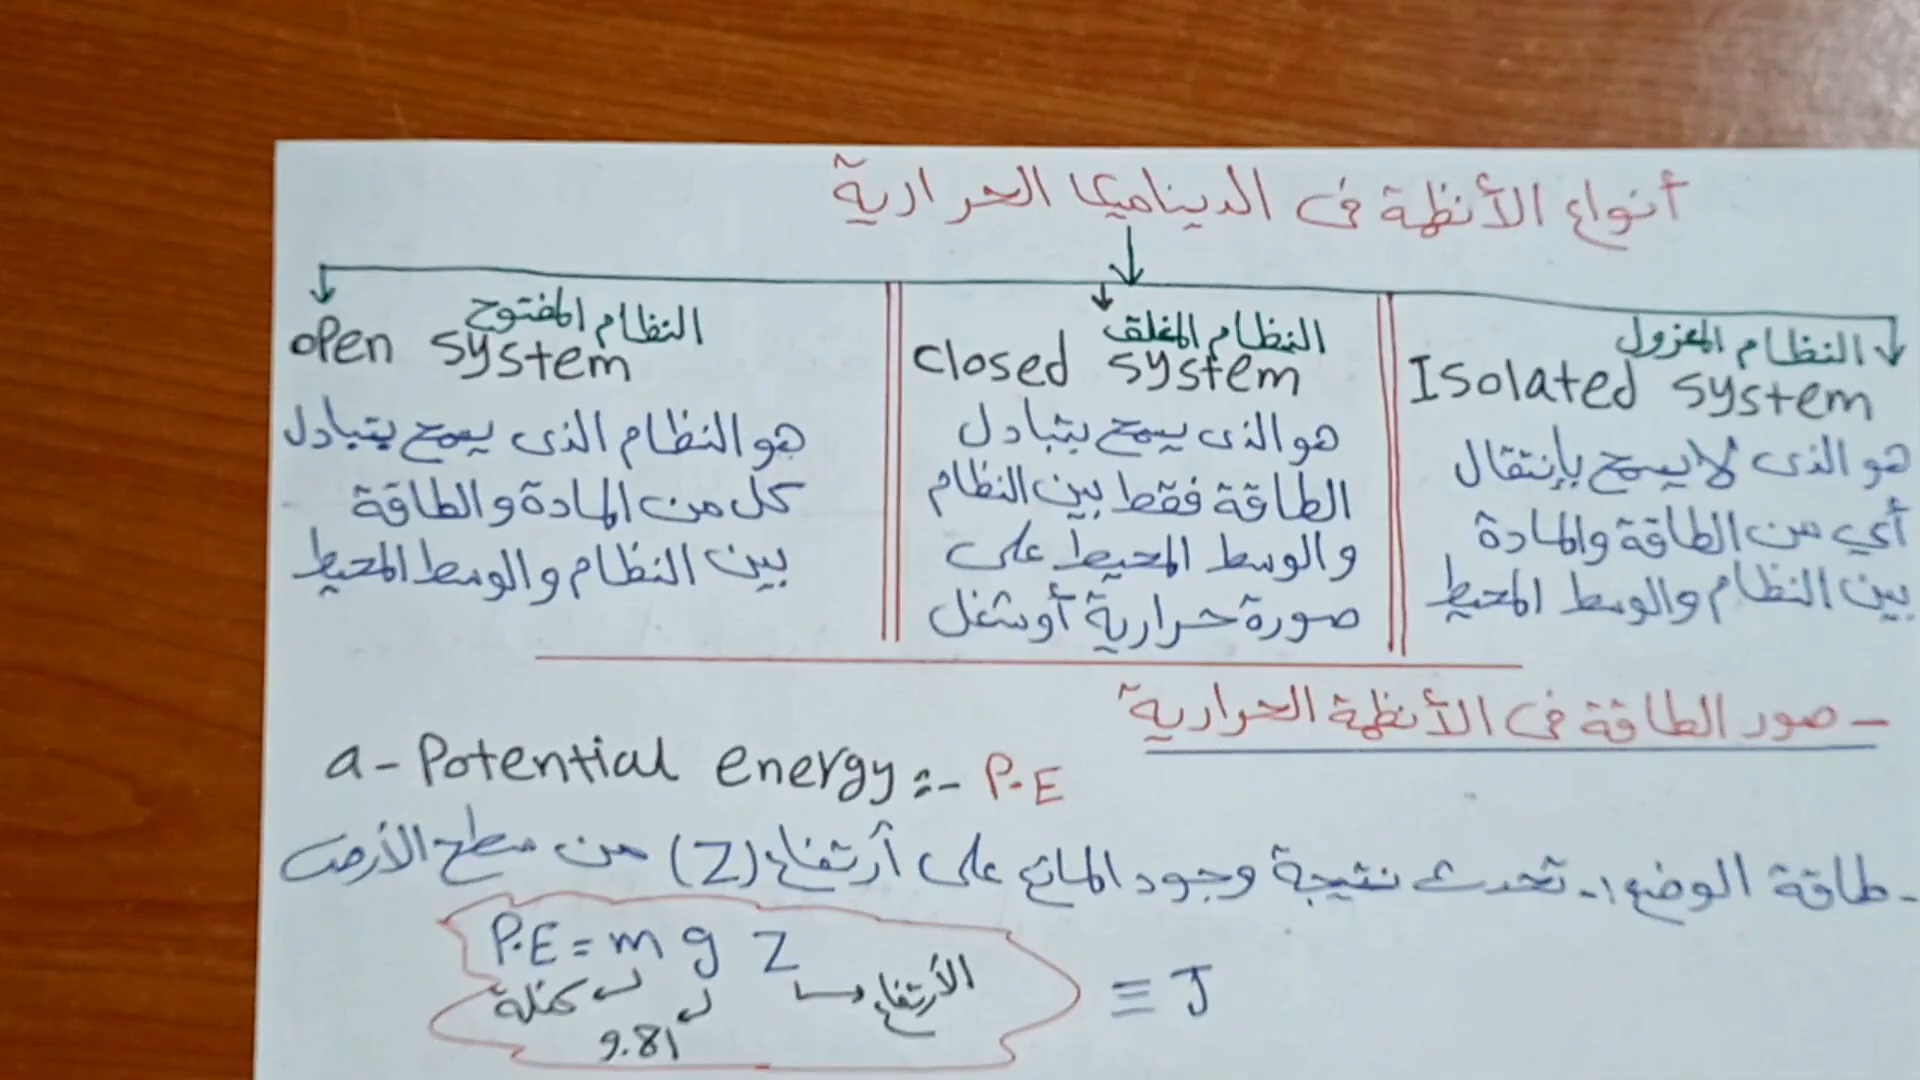 أنواع الأنظمة فى الديناميكا الحرارية
النظام المفتوح
open system
هو النظام الذى يسمح بتبادل
كل من المادة والطاقة
بين النظام والوسط المحيط
النظام المغلق
closed system
هو الذى يسمح بتبادل
الطاقة فقط بين النظام
والوسط المحيط على
صورة حرارية أوشغل
النظام المعزول
Isolated system
هو الذى لا يسمح بإنتقال
أي من الطاقة والمادة
بين النظام والوسط المحيط
- صور الطاقة فى الأنظمة الحرارية
a- Potential energy:- P.E
- طاقة الوضع :- تحدث نتيجة وجود المائع على أرتفاع (Z) من سطح الأرض
P.E = m g Z ≡ J
كتلة
9.81
الأرتفاع